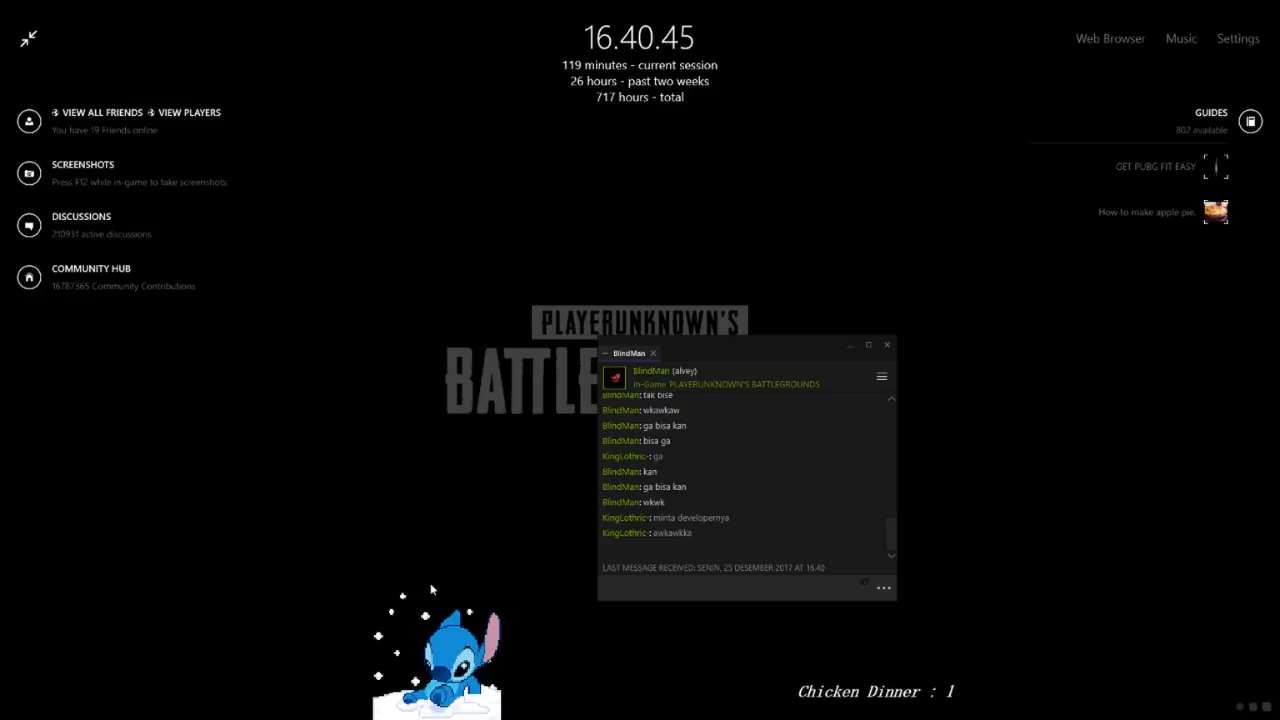 16.40.45
119 minutes - current session
26 hours - past two weeks
717 hours - total
Web Browser
Music
Settings
VIEW ALL FRIENDS
VIEW PLAYERS
You have 19 Friends online
SCREENSHOTS
Press F12 while in-game to take screenshots.
DISCUSSIONS
210931 active discussions
COMMUNITY HUB
16787365 Community Contributions
GUIDES
802 available
GET PUBG FIT EASY
How to make apple pie.
PLAYERUNKNOWN'S
BlindMan
BlindMan (alvey)
In-Game PLAYERUNKNOWN'S BATTLEGROUNDS
BlindMan: tak bise
BlindMan: wkawkaw
BlindMan: ga bisa kan
BlindMan: bisa ga
KingLothric-: ga
BlindMan: kan
BlindMan: ga bisa kan
BlindMan: wkwk
KingLothric-: minta developernya
KingLothric-: awkawkka
LAST MESSAGE RECEIVED: SENIN, 25 DESEMBER 2017 AT 16.40
Chicken Dinner : 1